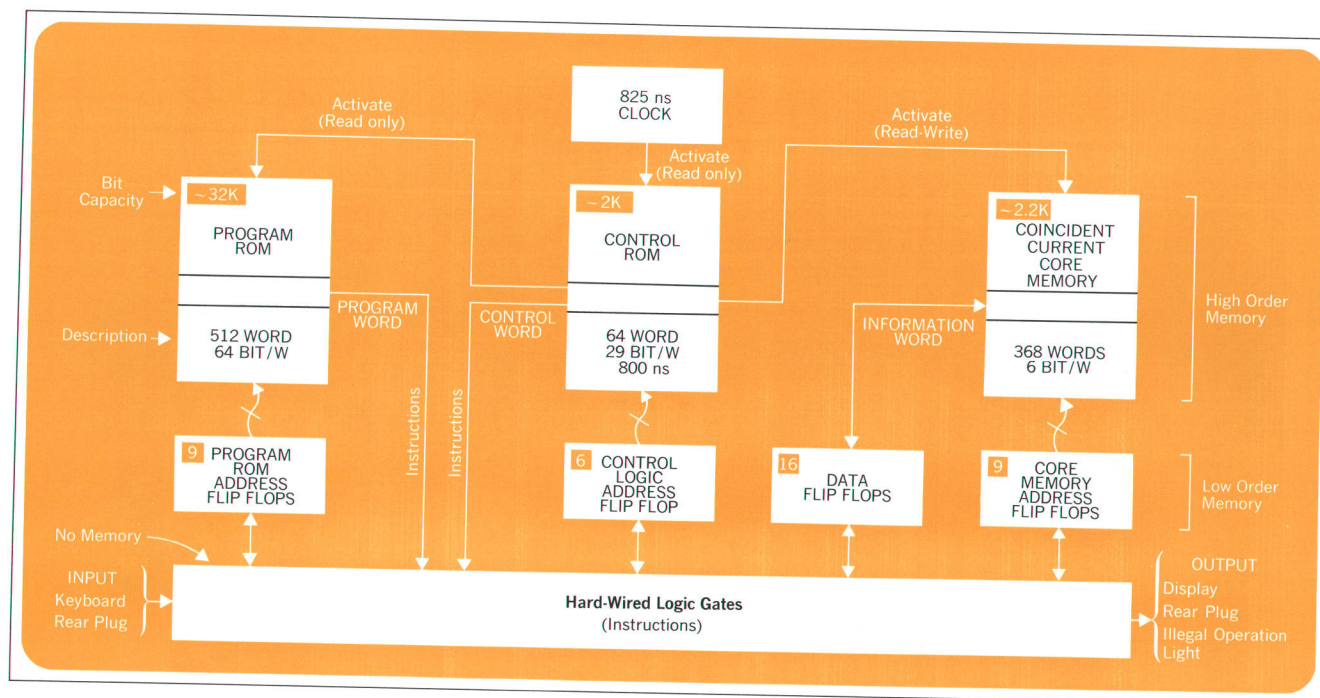 825 ns
CLOCK
Activate
(Read only)
Activate
(Read only)
Activate
(Read-Write)
Bit
Capacity
~32K
PROGRAM
ROM
~2K
CONTROL
ROM
~2.2K
COINCIDENT
CURRENT
CORE
MEMORY
High Order
Memory
PROGRAM
WORD
CONTROL
WORD
INFORMATION
WORD
Description
512 WORD
64 BIT/W
64 WORD
29 BIT/W
800 ns
368 WORDS
6 BIT/W
Instructions
Instructions
9
PROGRAM
ROM
ADDRESS
FLIP FLOPS
6
CONTROL
LOGIC
ADDRESS
FLIP FLOP
16
DATA
FLIP FLOPS
9
CORE
MEMORY
ADDRESS
FLIP FLOPS
Low Order
Memory
No Memory
INPUT
Keyboard
Rear Plug
Hard-Wired Logic Gates
(Instructions)
OUTPUT
Display
Rear Plug
Illegal Operation
Light